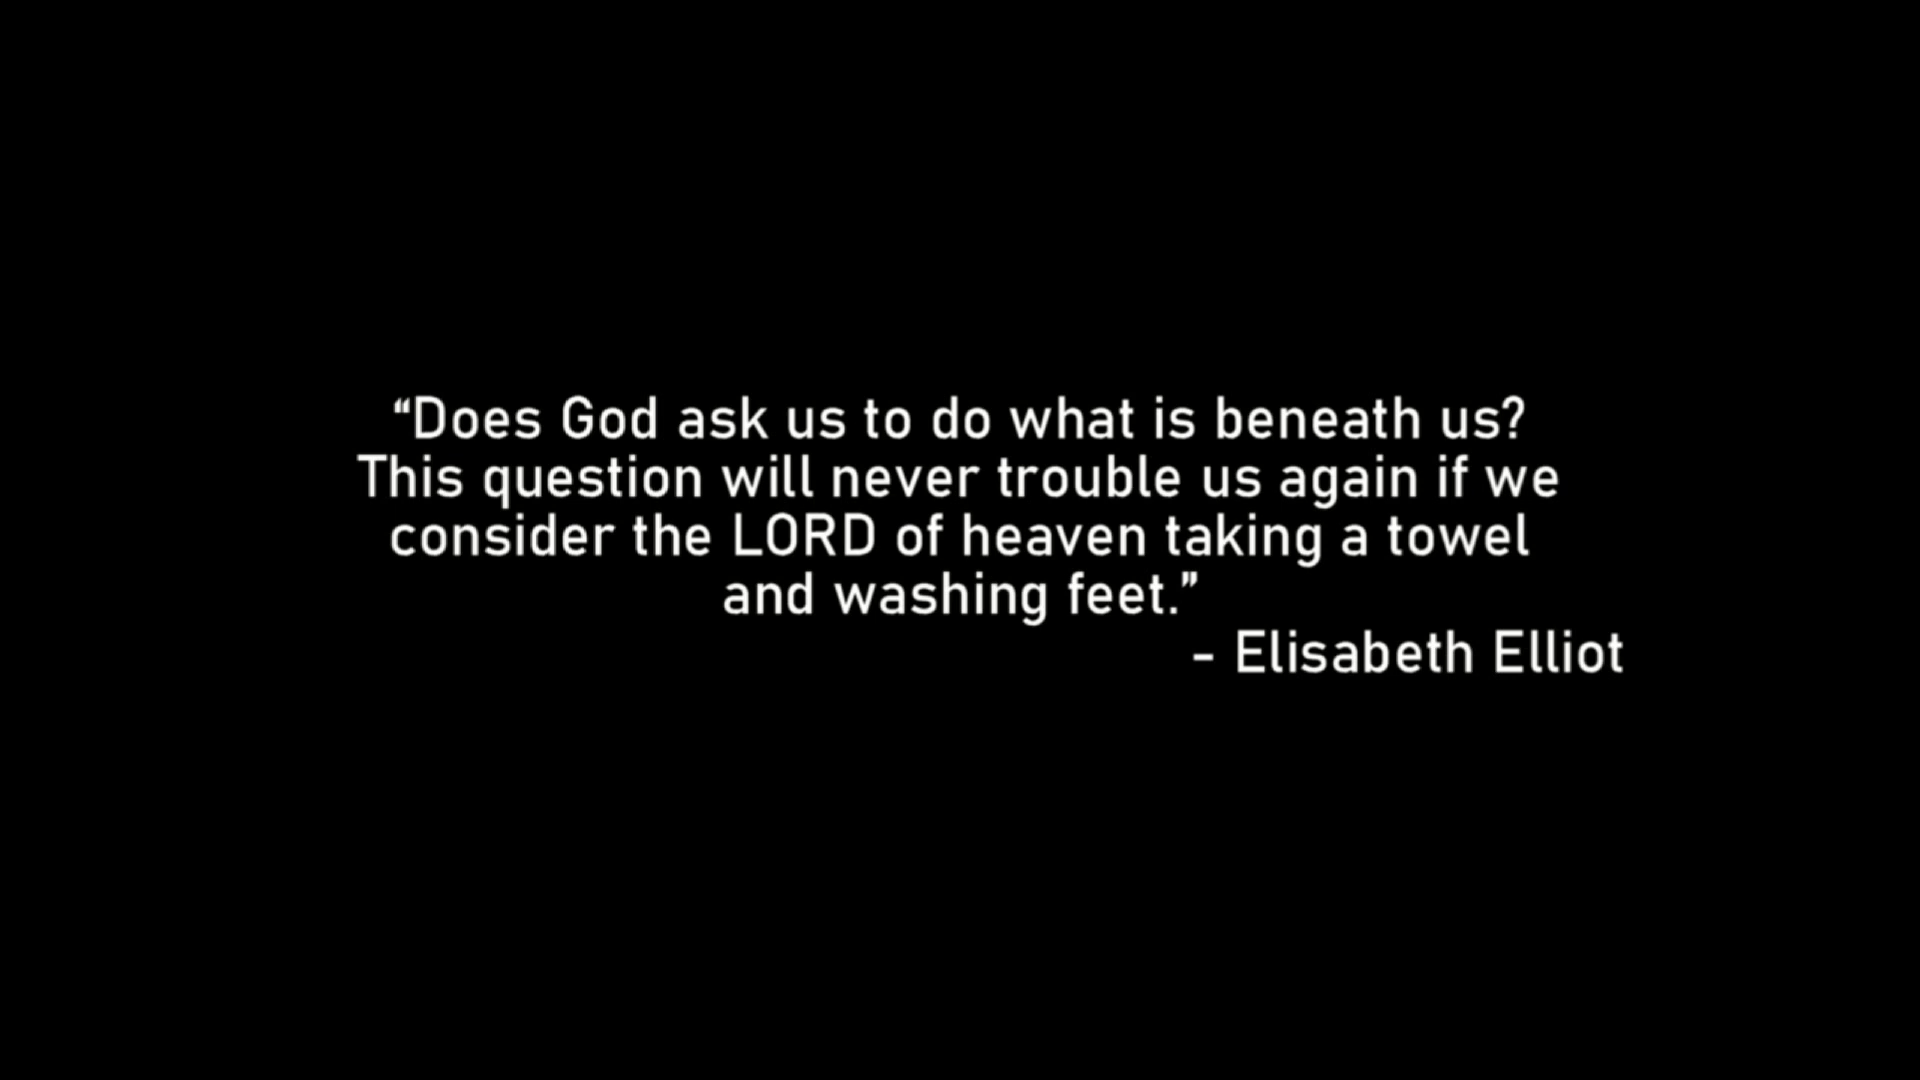 “Does God ask us to do what is beneath us?
This question will never trouble us again if we
consider the LORD of heaven taking a towel
and washing feet.”
- Elisabeth Elliot